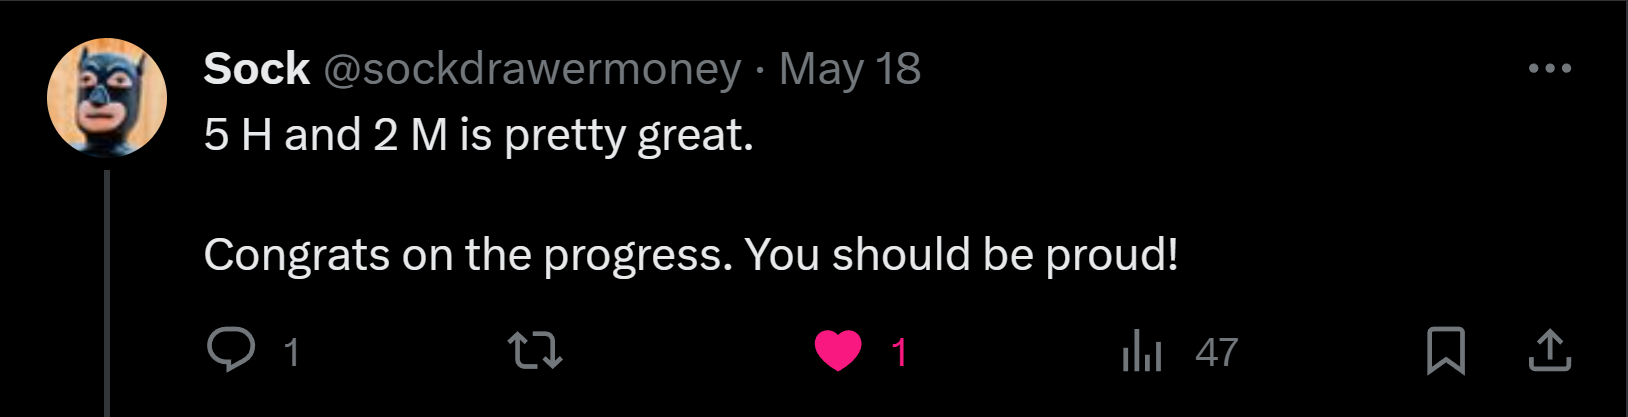 Sock @sockdrawermoney · May 18
5 H and 2 M is pretty great.
Congrats on the progress. You should be proud!
1 1 47